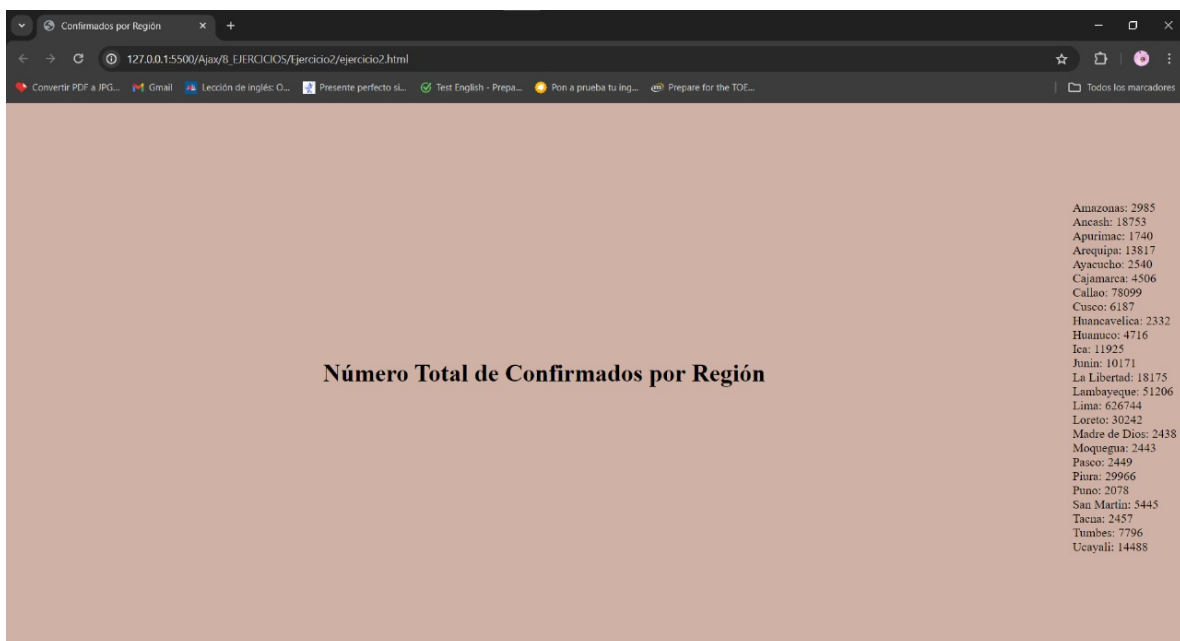 Confirmados por Región
127.0.0.1:5500/Ajax/8_EJERCICIOS/Ejercicio2/ejercicio2.html
Convertir PDF a JPG... Gmail Lección de inglés: O... Presente perfecto si... Test English - Prepa... Pon a prueba tu ing... Prepare for the TOE... Todos los marcadores
Número Total de Confirmados por Región
Amazonas: 2985
Ancash: 18753
Apurimac: 1740
Arequipa: 13817
Ayacucho: 2540
Cajamarca: 4506
Callao: 78099
Cusco: 6187
Huancavelica: 2332
Huanuco: 4716
Ica: 11925
Junin: 10171
La Libertad: 18175
Lambayeque: 51206
Lima: 626744
Loreto: 30242
Madre de Dios: 2438
Moquegua: 2443
Pasco: 2449
Piura: 29966
Puno: 2078
San Martin: 5445
Tacna: 2457
Tumbes: 7796
Ucayali: 14488